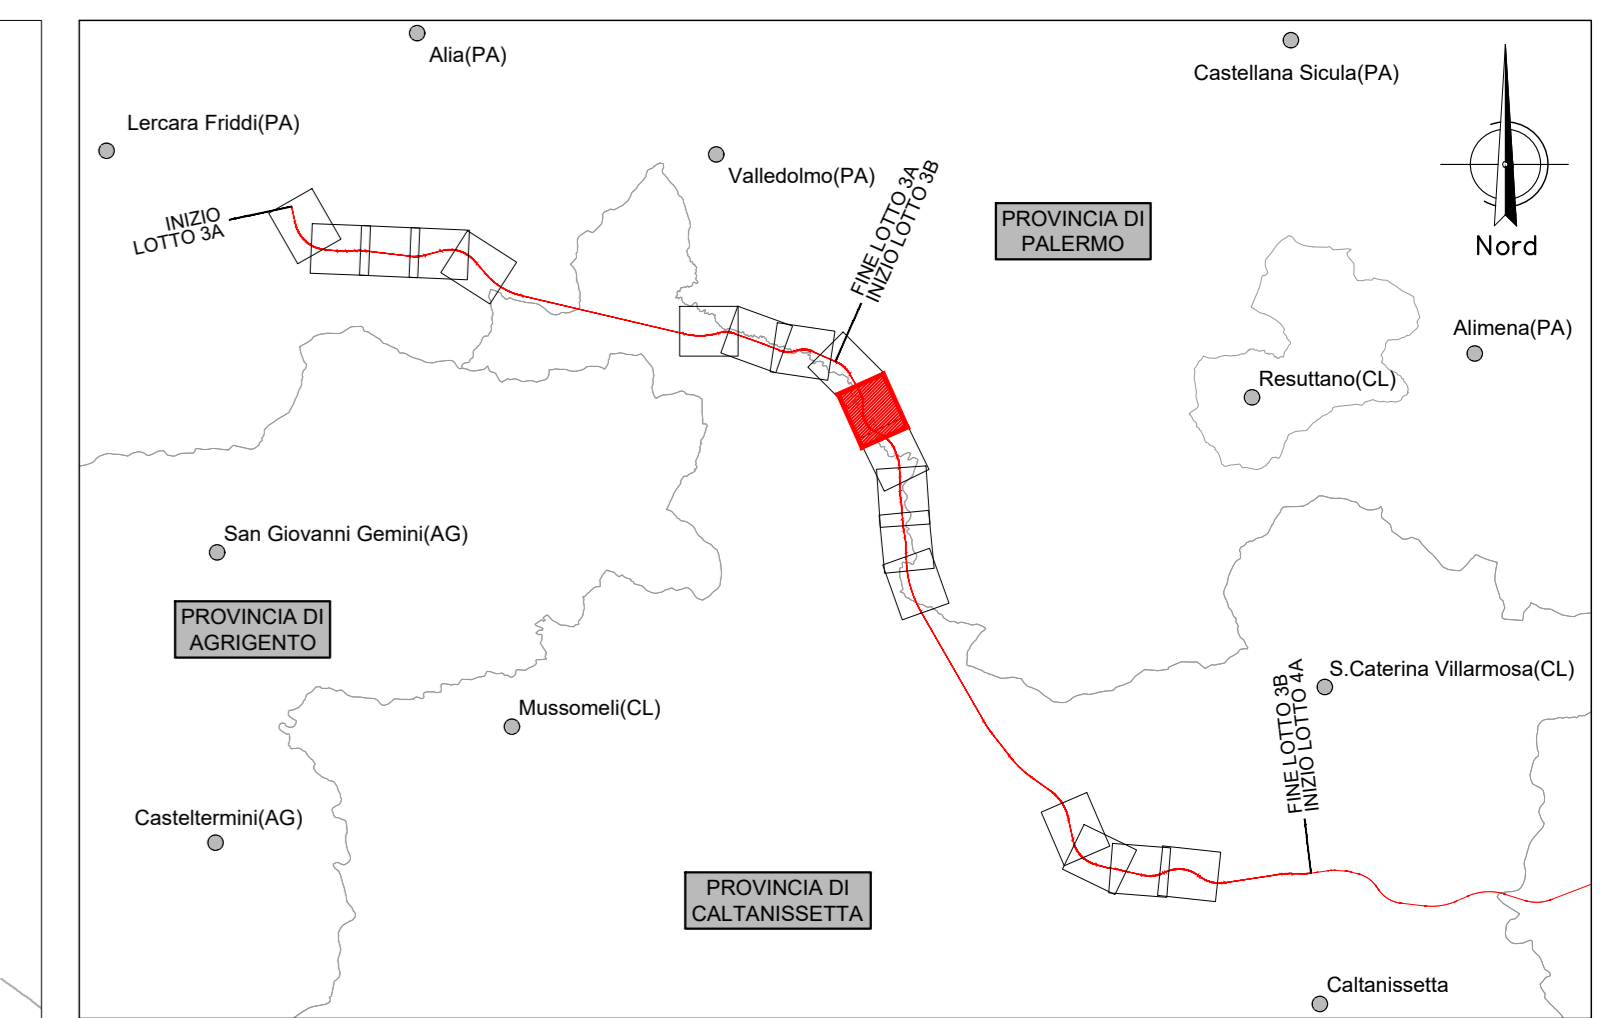 Alia(PA)
Castellana Sicula(PA)
Lercara Friddi(PA)
Valledolmo(PA)
INIZIO
LOTTO 3A
FINE LOTTO 3A
INIZIO LOTTO 3B
PROVINCIA DI
PALERMO
Nord
Alimena(PA)
Resuttano(CL)
San Giovanni Gemini(AG)
PROVINCIA DI
AGRIGENTO
S.Caterina Villarmosa(CL)
Mussomeli(CL)
FINE LOTTO 3B
INIZIO LOTTO 4A
Casteltermini(AG)
PROVINCIA DI
CALTANISSETTA
Caltanissetta